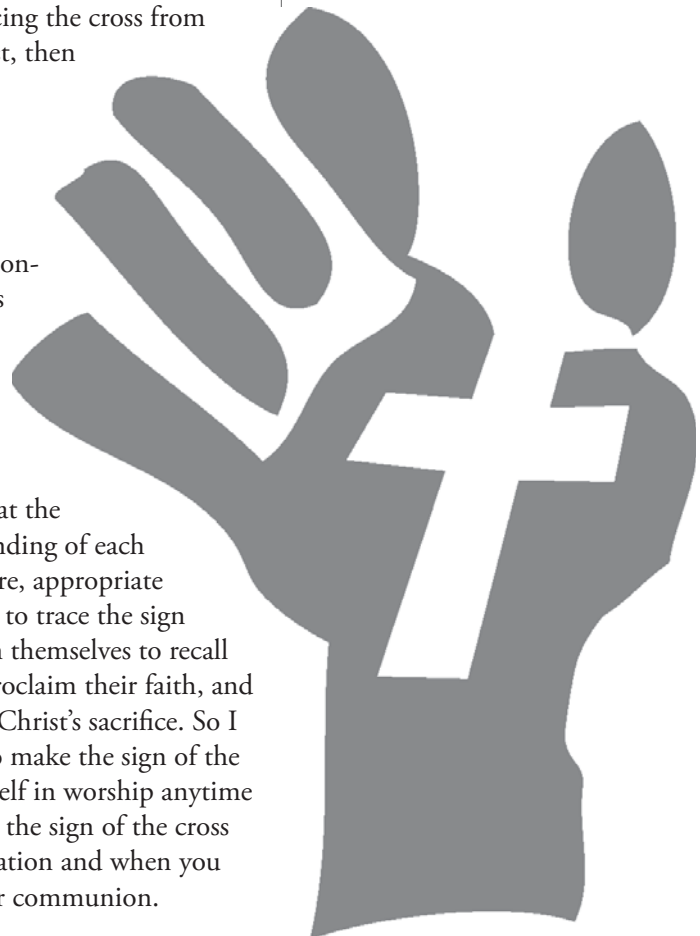 cing the cross from
t, then
on-
s
at the
nding of each
re, appropriate
to trace the sign
n themselves to recall
roclaim their faith, and
Christ's sacrifice. So I
o make the sign of the
elf in worship anytime
the sign of the cross
ation and when you
r communion.